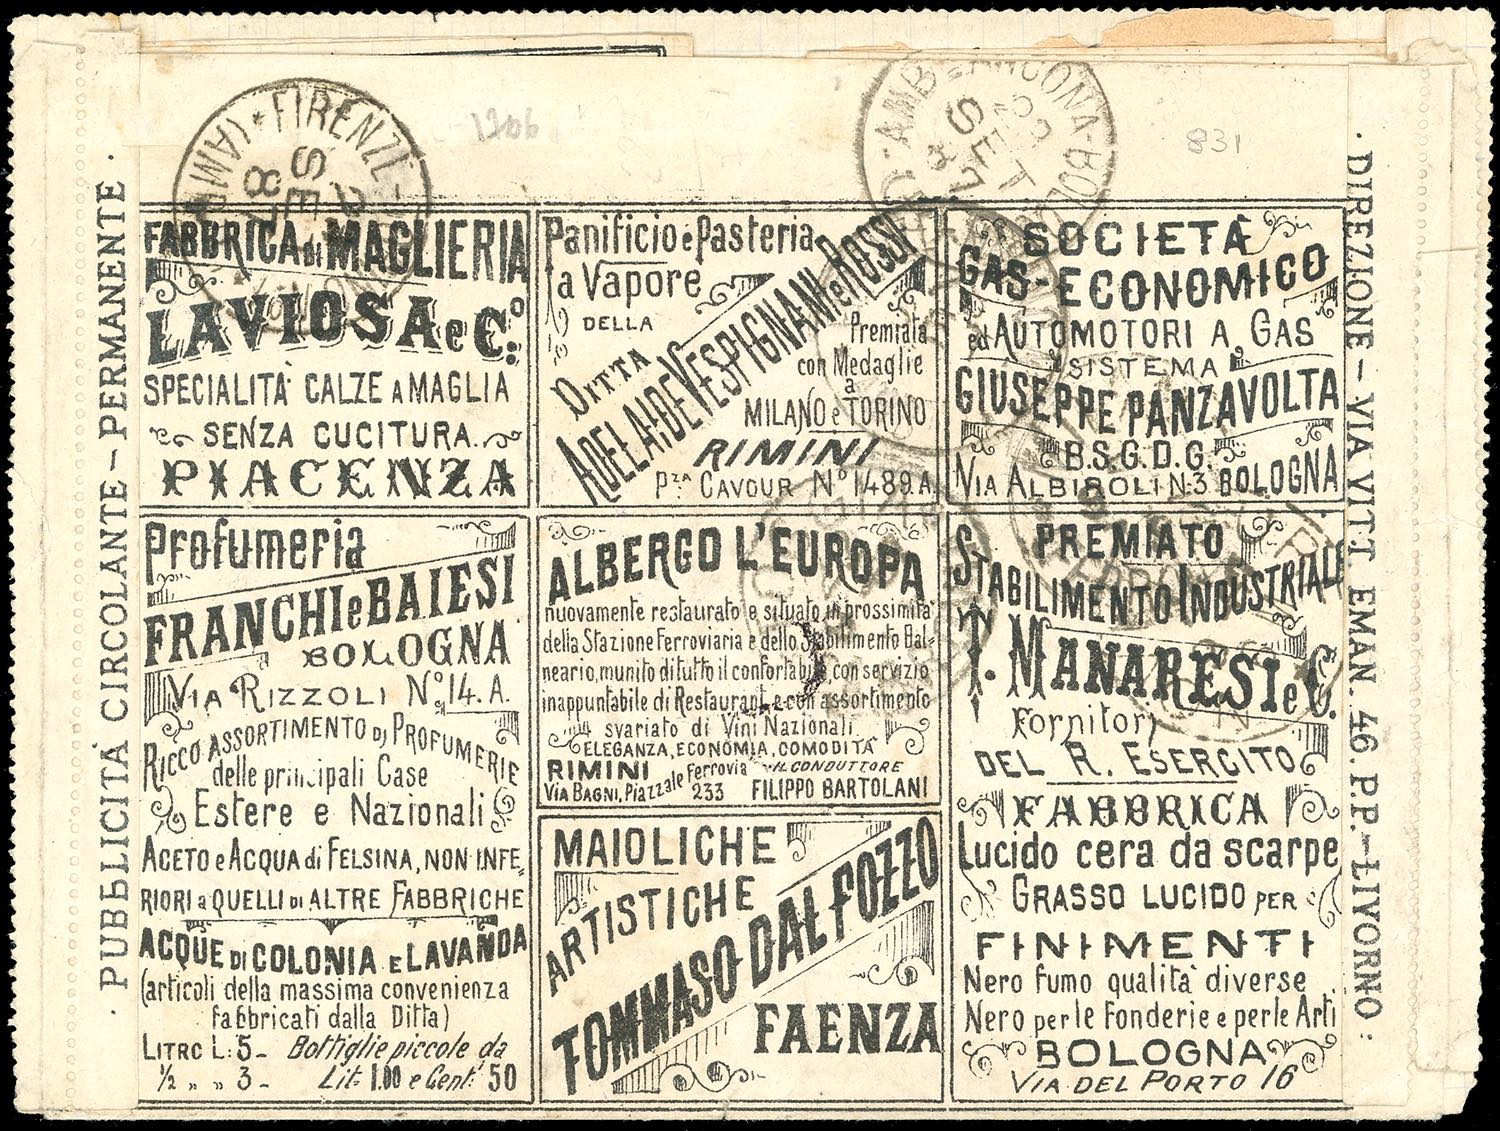 FIRENZE
SET
87
1206
AMB
ANCONA-BOL
SET
831
PUBBLICITÀ CIRCOLANTE – PERMANENTE
FABBRICA DI MAGLIERIA
LAVIOSA e C.o
SPECIALITÀ CALZE A MAGLIA
SENZA CUCITURA.
PIACENZA
Profumeria
FRANCHI e BAIESI
BOLOGNA
VIA RIZZOLI No.14.A.
RICCO ASSORTIMENTO DI PROFUMERIE
delle principali Case
Estere e Nazionali
ACETO e ACQUA di FELSINA, NON INFE,
RIORI a QUELLI DI ALTRE FABBRICHE
ACQUE DI COLONIA E LAVANDA
(articoli della massima convenienza
fabbricati dalla Ditta)
LITRO L: 5- Bottiglie piccole da
1/2 „ „ 3- Lit. 1.00 e Cent. 50
Panificio e Pasteria
a Vapore
DELLA
DITTA
ADELAIDE VESPIGNANI e ROSSI
Premiata
con Medaglie
a
MILANO e TORINO
RIMINI
PZA CAVOUR No 1489.A.
ALBERGO L'EUROPA
nuovamente restaurato e situato in prossimità
della Stazione Ferroviaria e dello Stabilimento Bal=
neario, munito di tutto il confortabile, con servizio
inappuntabile di Restaurant e con assortimento
svariato di Vini Nazionali
ELEGANZA, ECONOMIA, COMODITÀ
RIMINI IL CONDUTTORE
VIA BAGNI, Piazzale Ferrovia 233 FILIPPO BARTOLANI
MAIOLICHE
ARTISTICHE
TOMMASO DAL POZZO
FAENZA
SOCIETÀ
GAS-ECONOMICO
ed AUTOMOTORI A GAS
SISTEMA
GIUSEPPE PANZAVOLTA
B.S.G.D.G.
VIA ALBIROLI N.3 BOLOGNA
PREMIATO
STABILIMENTO INDUSTRIALE
T. MANARESI e C.
Fornitori
DEL R. ESERCITO
FABBRICA
Lucido cera da scarpe
GRASSO LUCIDO PER
FINIMENTI
Nero fumo qualità diverse
Nero per le Fonderie e per le Arti
BOLOGNA
VIA DEL PORTO 16
DIREZIONE – VIA VITT. EMAN. 46. P.P. – LIVORNO